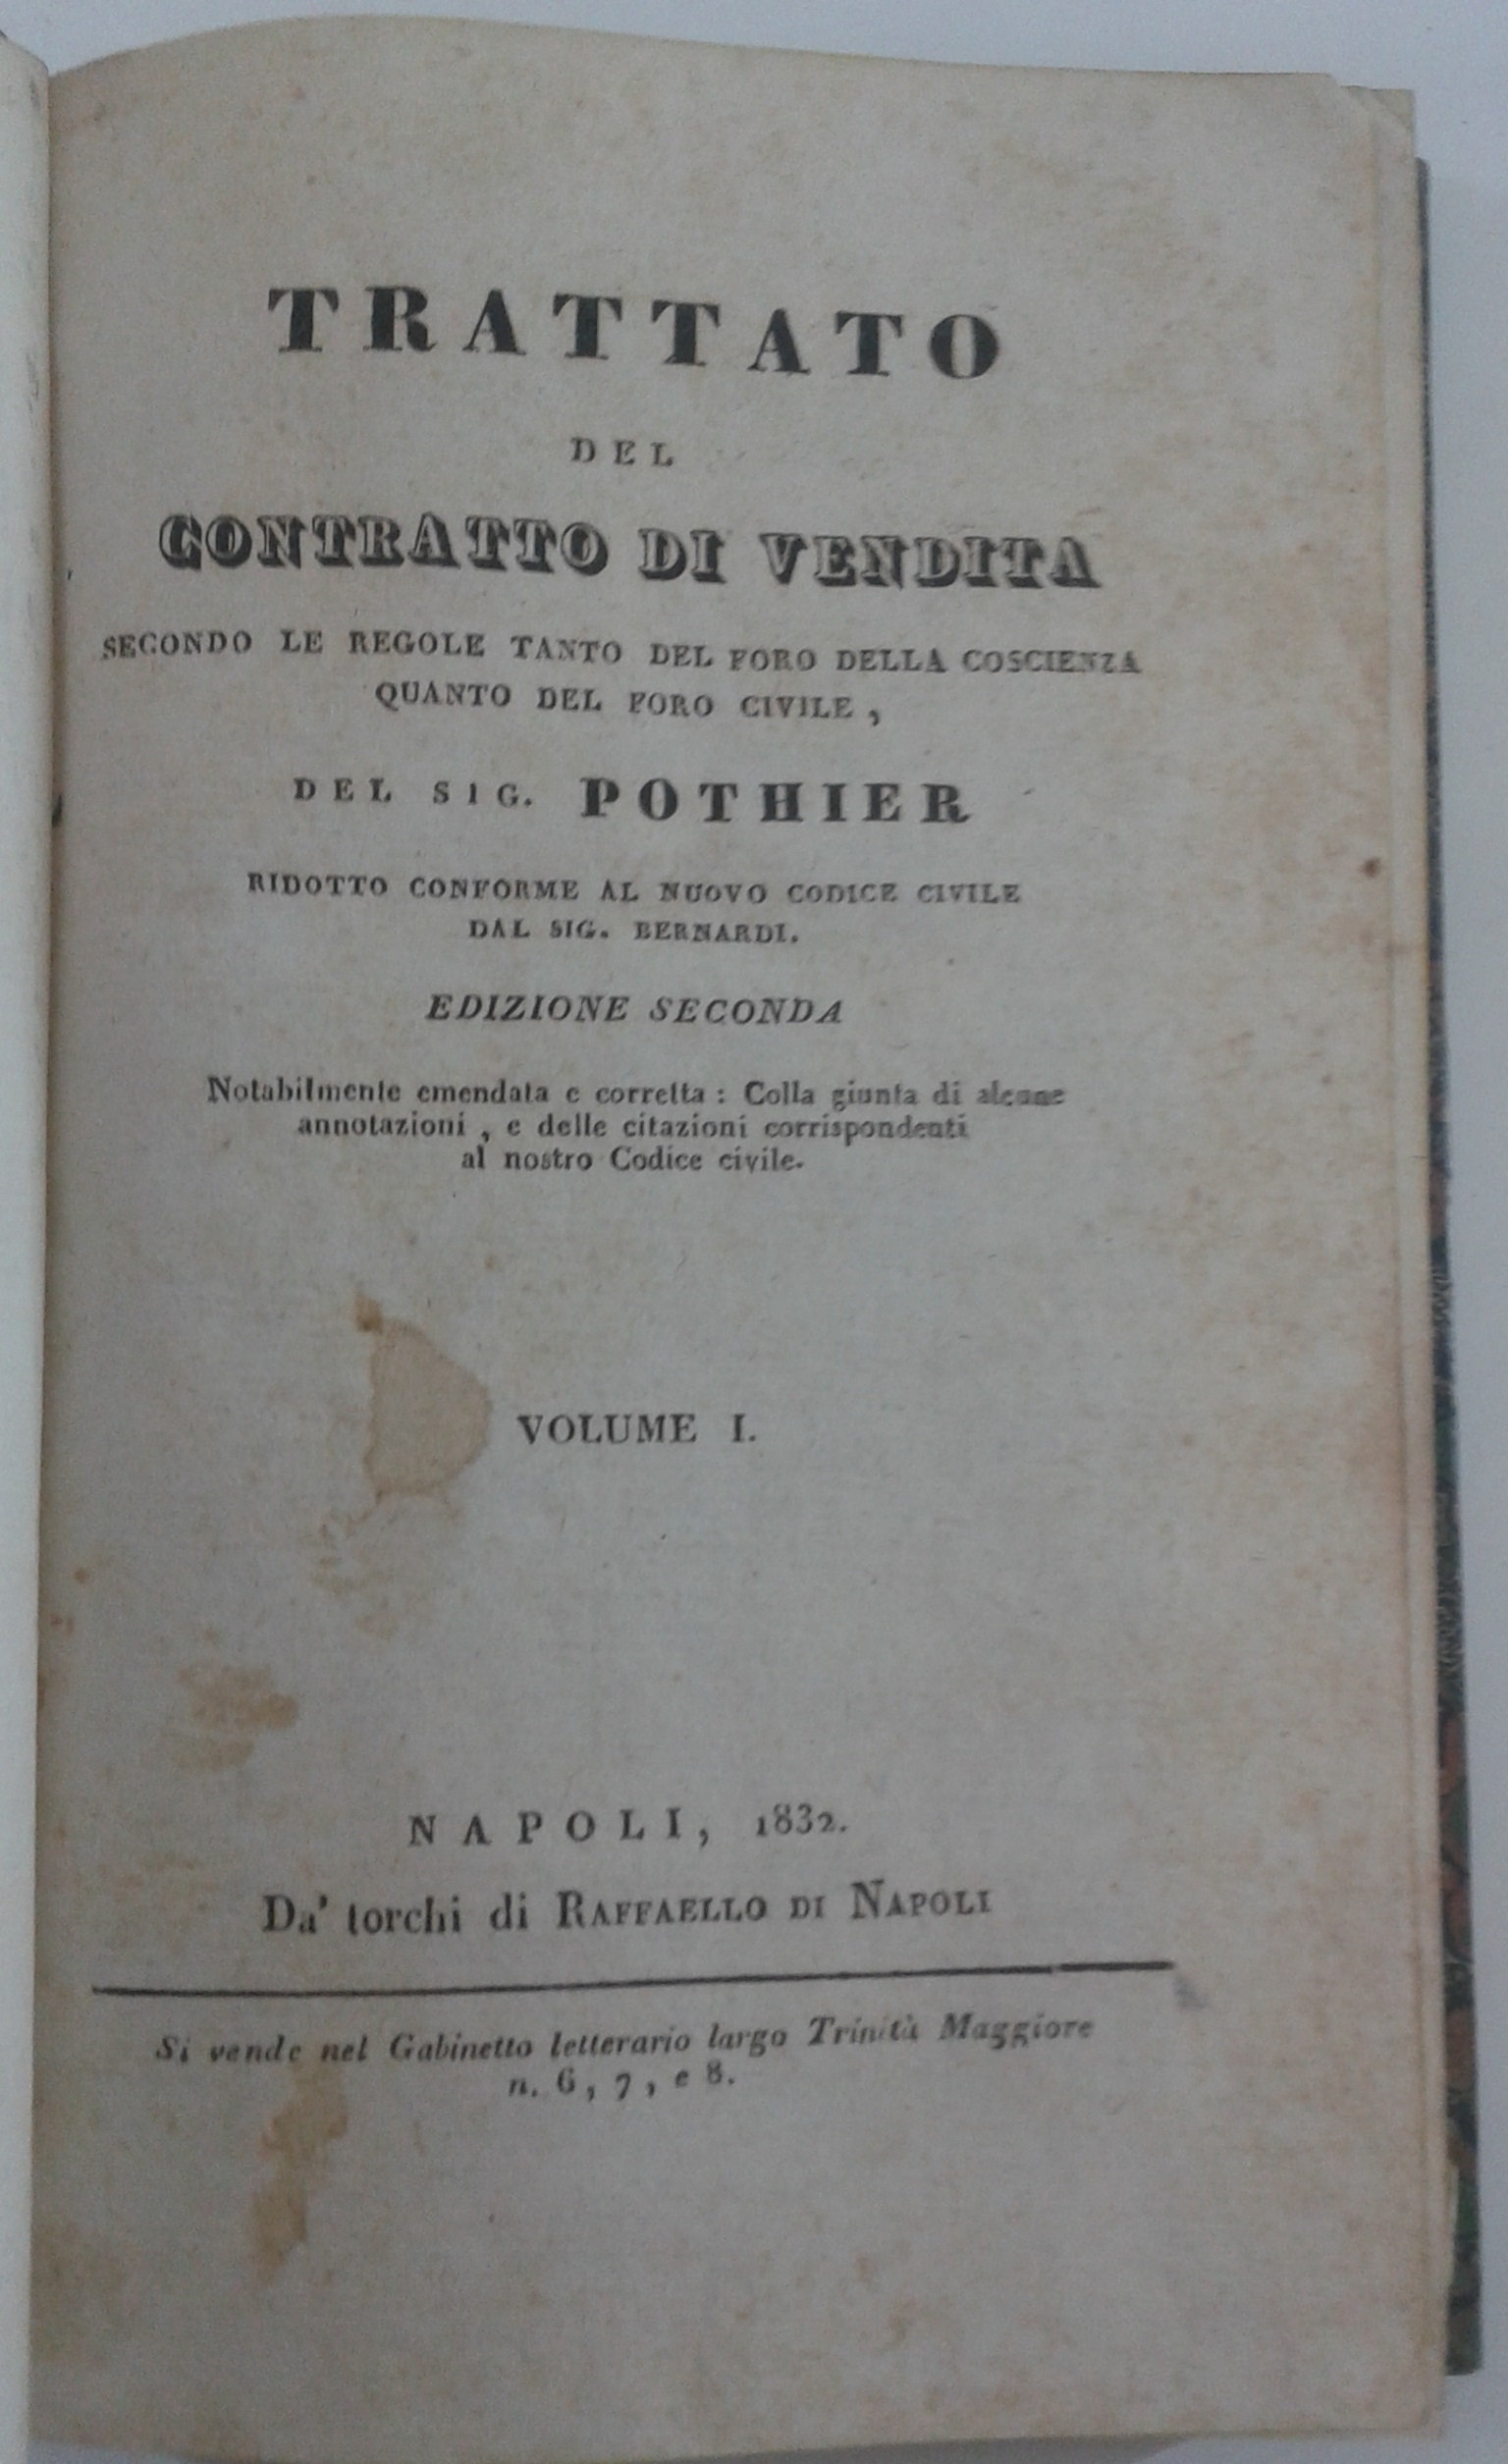 TRATTATO
DEL
CONTRATTO DI VENDITA
SECONDO LE REGOLE TANTO DEL FORO DELLA COSCIENZA
QUANTO DEL FORO CIVILE ,
DEL SIG. POTHIER
RIDOTTO CONFORME AL NUOVO CODICE CIVILE
DAL SIG. BERNARDI.
EDIZIONE SECONDA
Notabilmente emendata e corretta : Colla giunta di alcune
annotazioni , e delle citazioni corrispondenti
al nostro Codice civile.
VOLUME I.
NAPOLI, 1832.
Da' torchi di RAFFAELLO DI NAPOLI
Si vende nel Gabinetto letterario largo Trinità Maggiore
n. 6 , 7 , e 8.